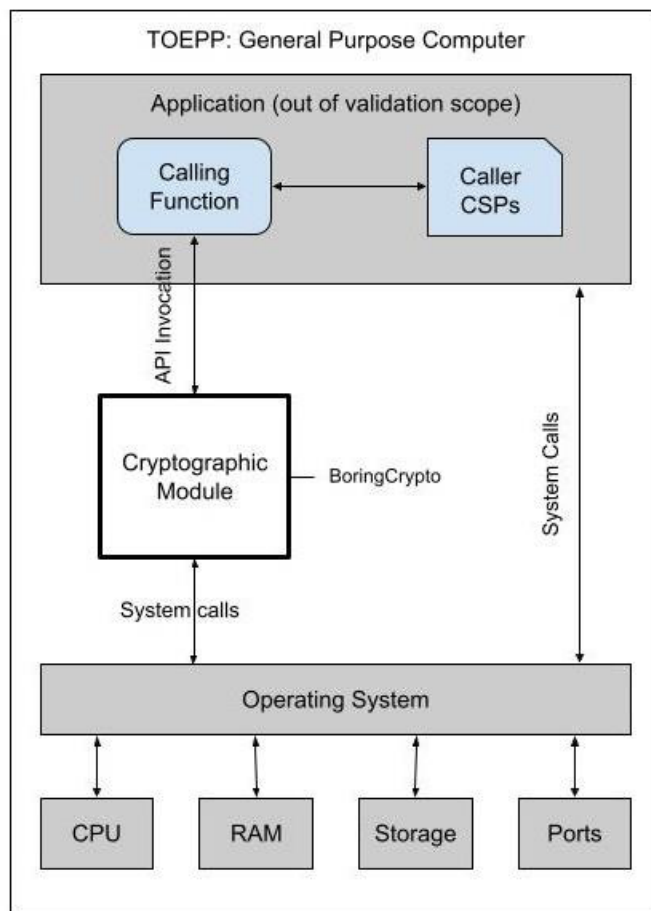 TOEPP: General Purpose Computer
Application (out of validation scope)
Calling
Function
Caller
CSPs
API Invocation
Cryptographic
Module
BoringCrypto
System Calls
System calls
Operating System
CPU
RAM
Storage
Ports